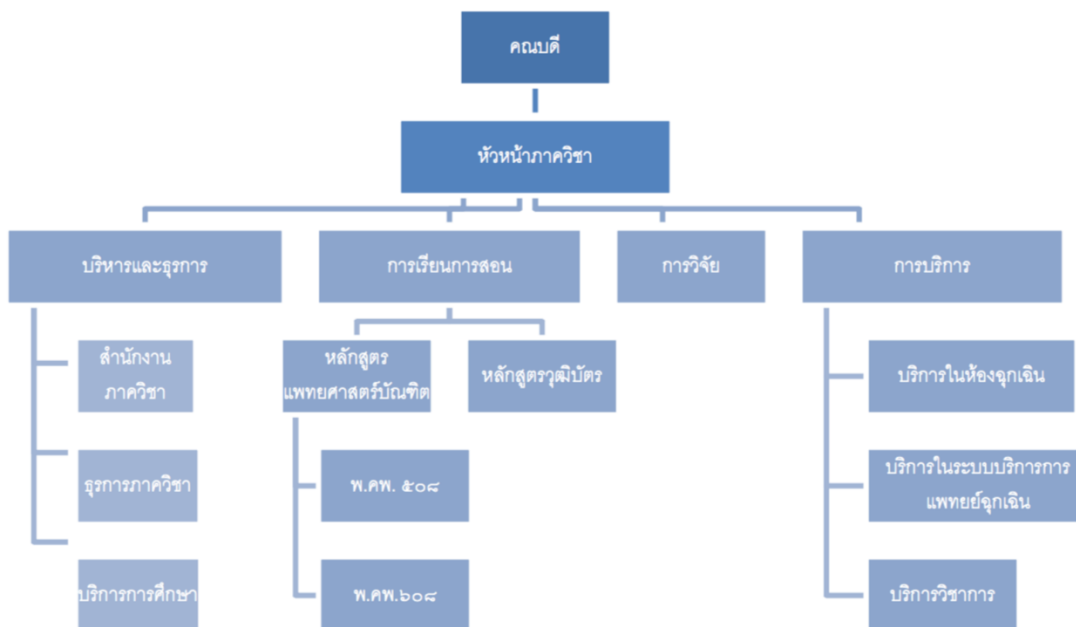 คณบดี
หัวหน้าภาควิชา
บริหารและธุรการ
การเรียนการสอน
การวิจัย
การบริการ
สำนักงาน
ภาควิชา
ธุรการภาควิชา
บริการการศึกษา
หลักสูตร
แพทยศาสตร์บัณฑิต
หลักสูตรวุฒิบัตร
พ.คพ. ๕๐๘
พ.คพ.๖๐๘
บริการในห้องฉุกเฉิน
บริการในระบบบริการการ
แพทยย์ฉุกเฉิน
บริการวิชาการ